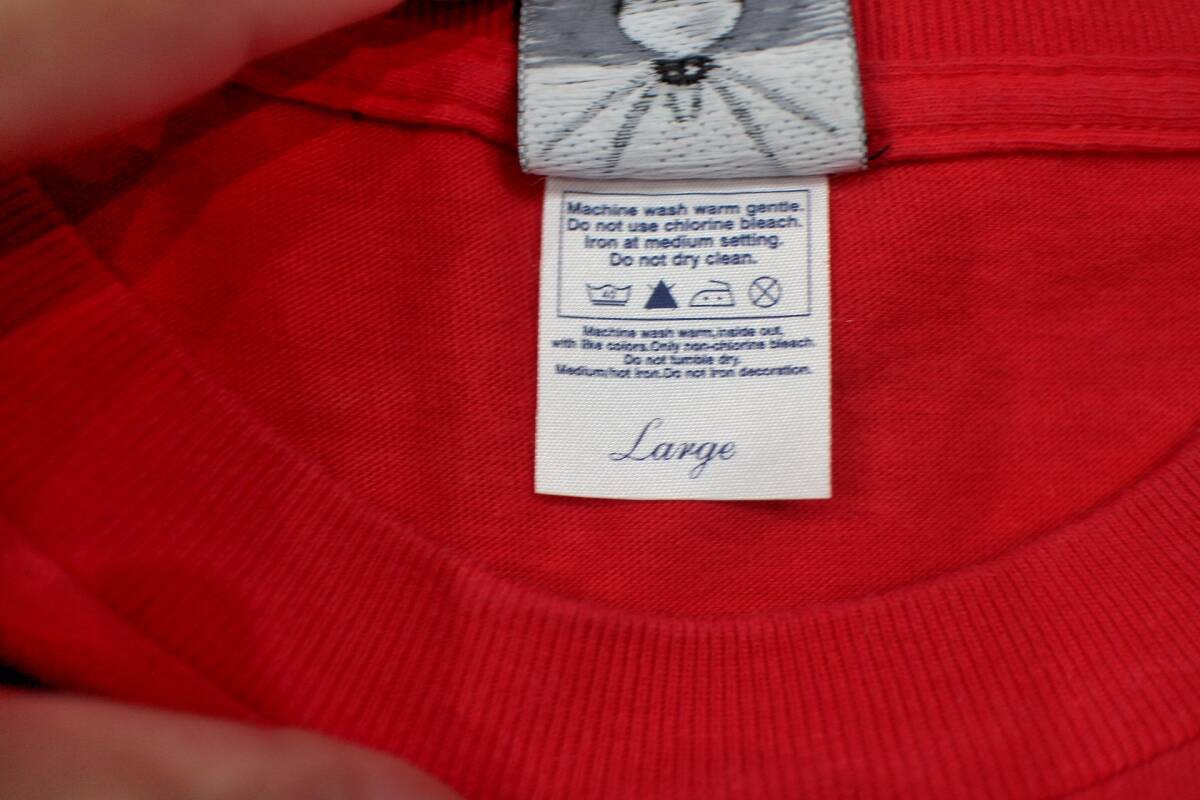 Machine wash warm gentle.
Do not use chlorine bleach.
Iron at medium setting.
Do not dry clean.
40
Machine wash warm,inside out,
with like colors.Only non-chlorine bleach.
Do not tumble dry.
Medium/hot iron.Do not iron decoration.
Large